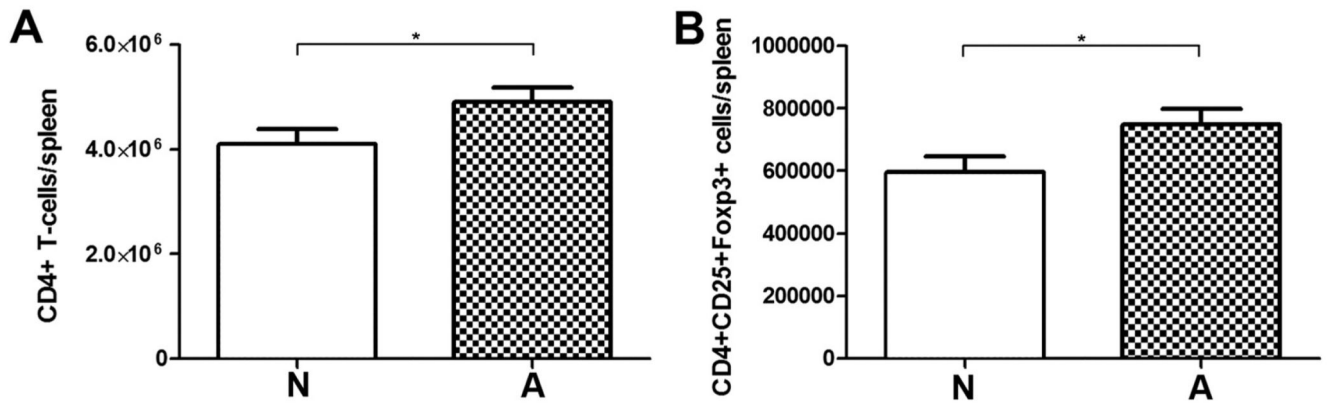 A
CD4+ T-cells/spleen
6.0×10⁶
4.0×10⁶
2.0×10⁶
0
*
N
A
B
CD4+CD25+Foxp3+ cells/spleen
1000000
800000
600000
400000
200000
0
*
N
A